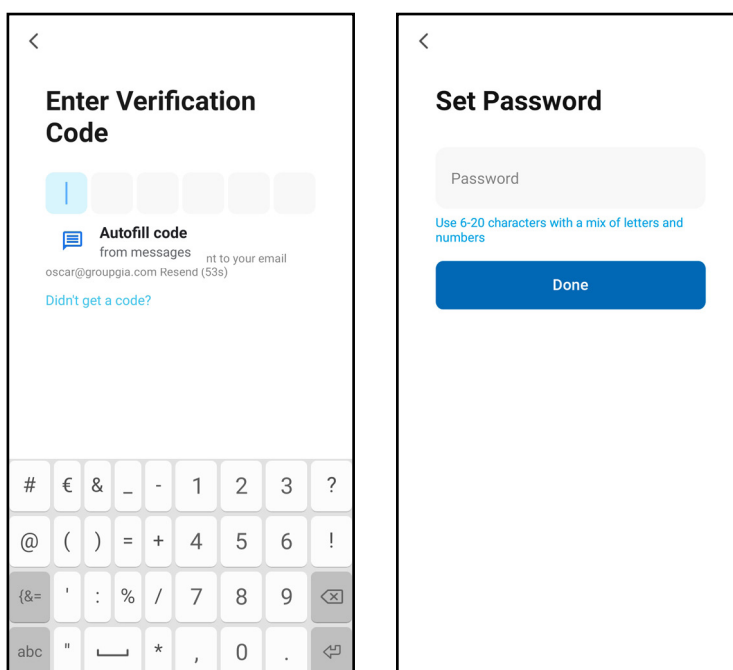 Enter Verification
Code
Autofill code
from messages
nt to your email
oscar@groupgia.com Resend (53s)
Didn't get a code?
# € & _ - 1 2 3 ?
@ ( ) = + 4 5 6 !
{&= ' : % / 7 8 9
abc " * , 0 .
Set Password
Password
Use 6-20 characters with a mix of letters and
numbers
Done